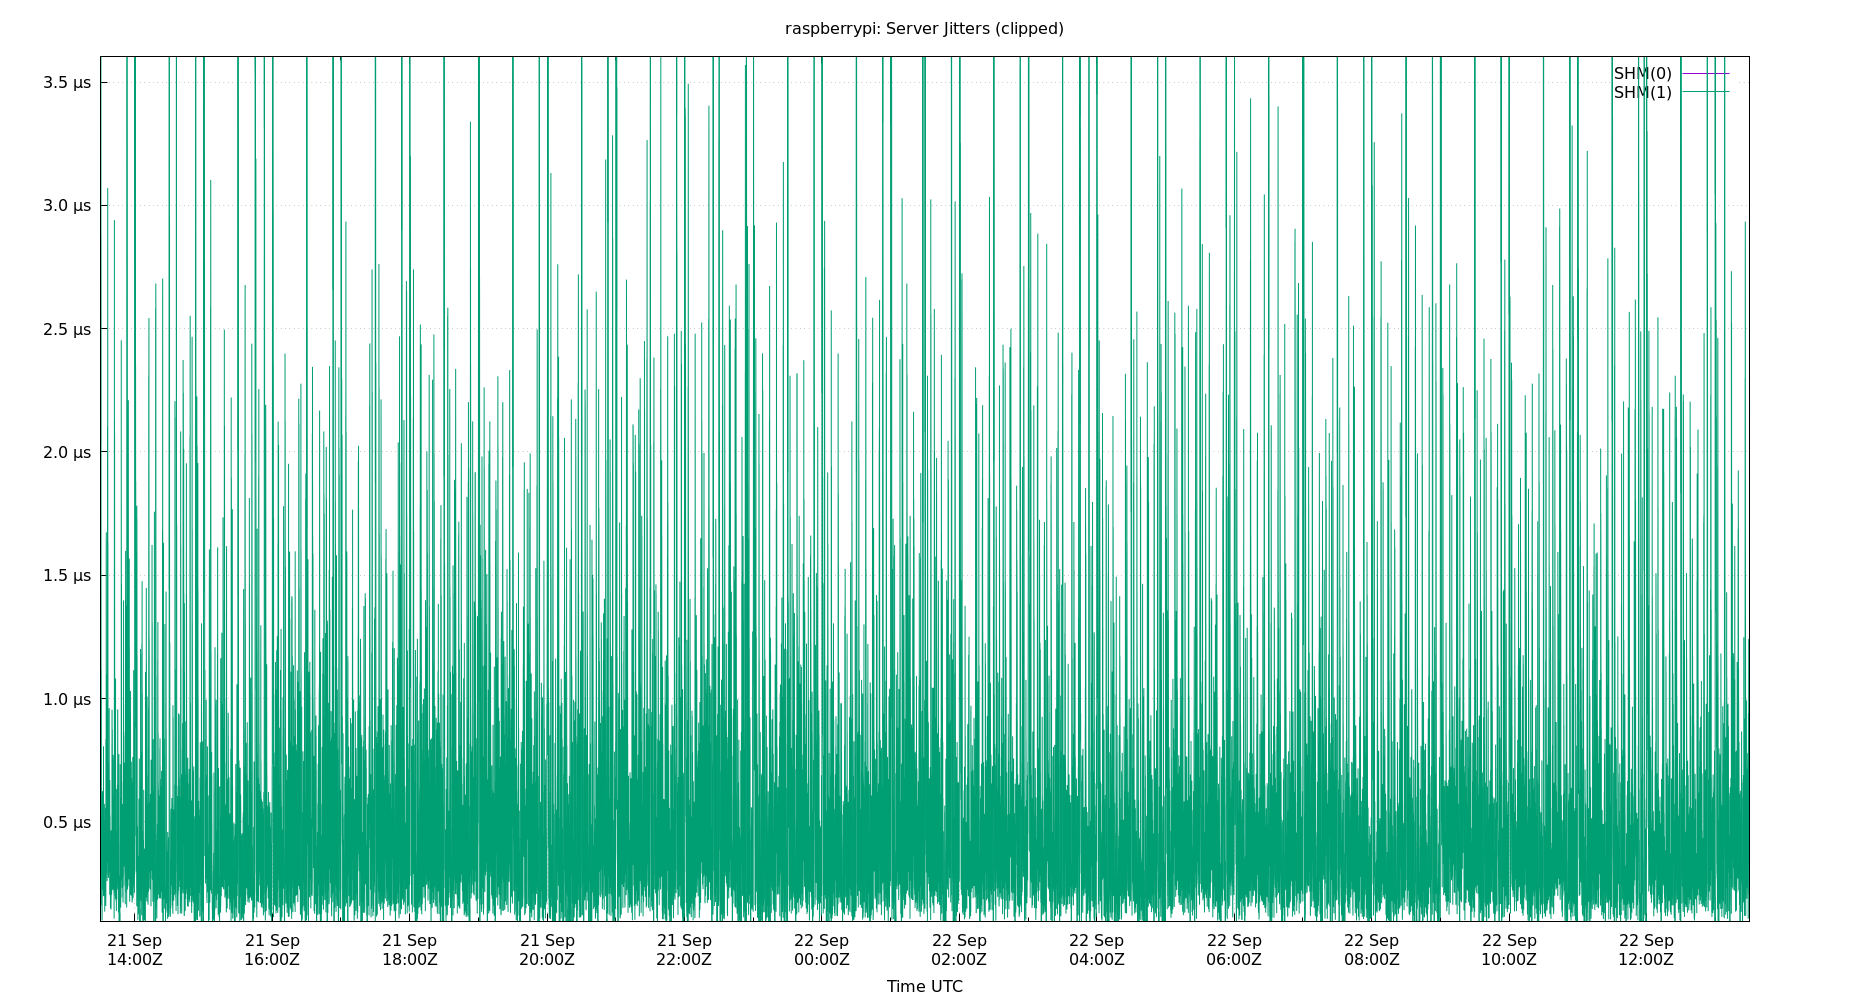 raspberrypi: Server Jitters (clipped)
SHM(0)
SHM(1)
3.5 µs
3.0 µs
2.5 µs
2.0 µs
1.5 µs
1.0 µs
0.5 µs
21 Sep 21 Sep 21 Sep 21 Sep 21 Sep 22 Sep 22 Sep 22 Sep 22 Sep 22 Sep 22 Sep 22 Sep
14:00Z 16:00Z 18:00Z 20:00Z 22:00Z 00:00Z 02:00Z 04:00Z 06:00Z 08:00Z 10:00Z 12:00Z
Time UTC